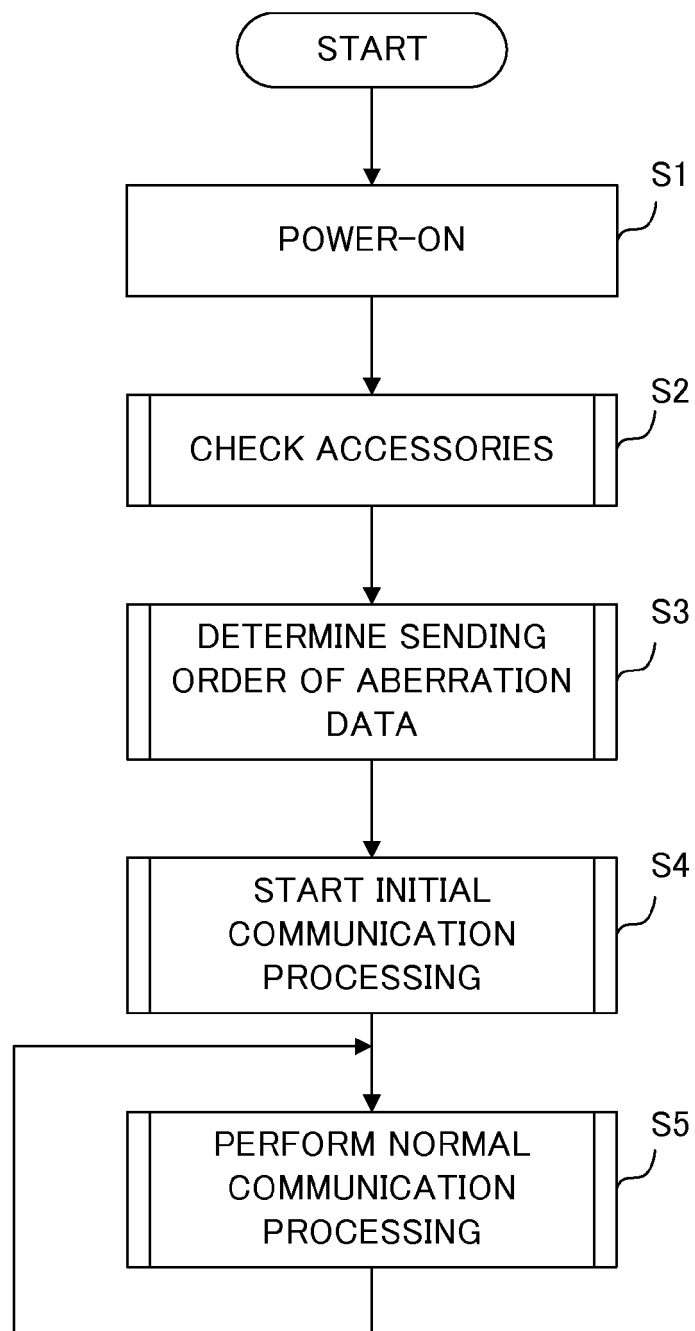 START
S1
POWER-ON
S2
CHECK ACCESSORIES
S3
DETERMINE SENDING
ORDER OF ABERRATION
DATA
S4
START INITIAL
COMMUNICATION
PROCESSING
S5
PERFORM NORMAL
COMMUNICATION
PROCESSING